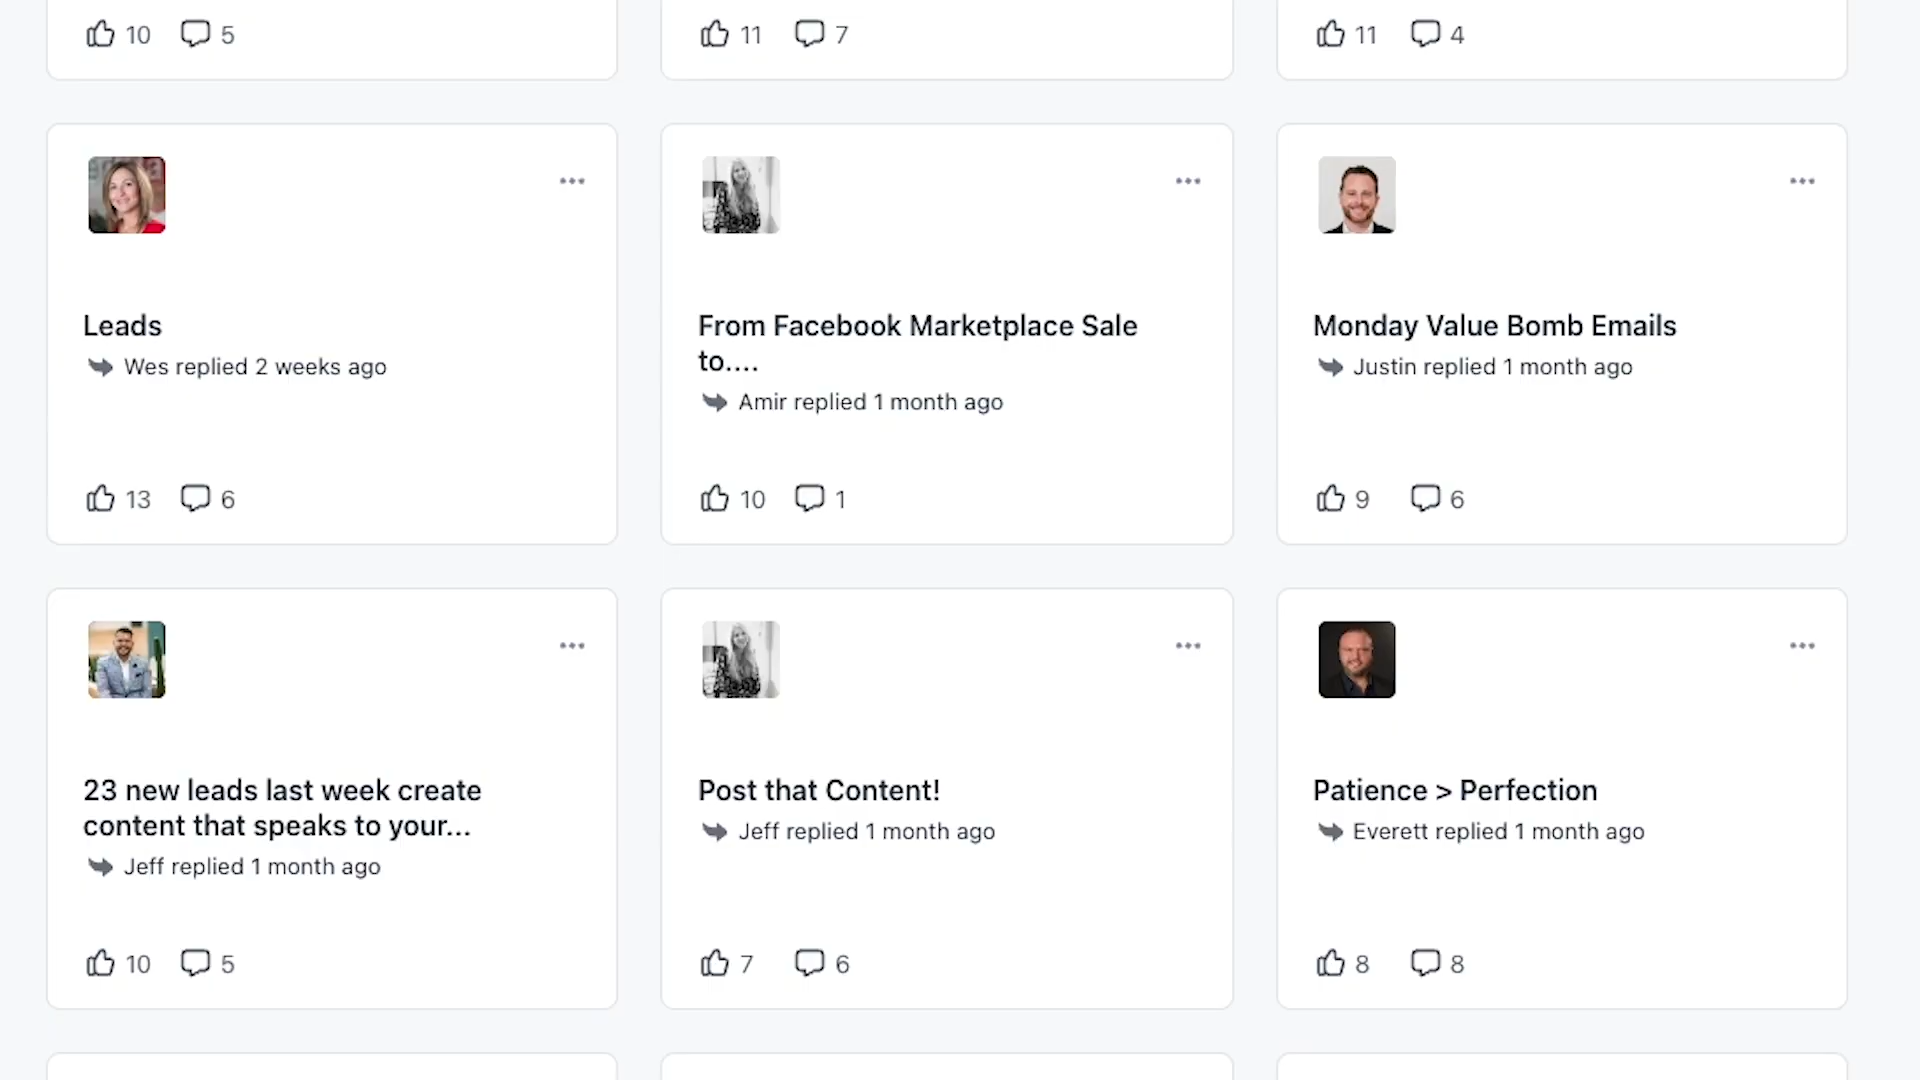 10 5
11 7
11 4
Leads
Wes replied 2 weeks ago
13 6
From Facebook Marketplace Sale
to....
Amir replied 1 month ago
10 1
Monday Value Bomb Emails
Justin replied 1 month ago
9 6
23 new leads last week create
content that speaks to your...
Jeff replied 1 month ago
10 5
Post that Content!
Jeff replied 1 month ago
7 6
Patience > Perfection
Everett replied 1 month ago
8 8